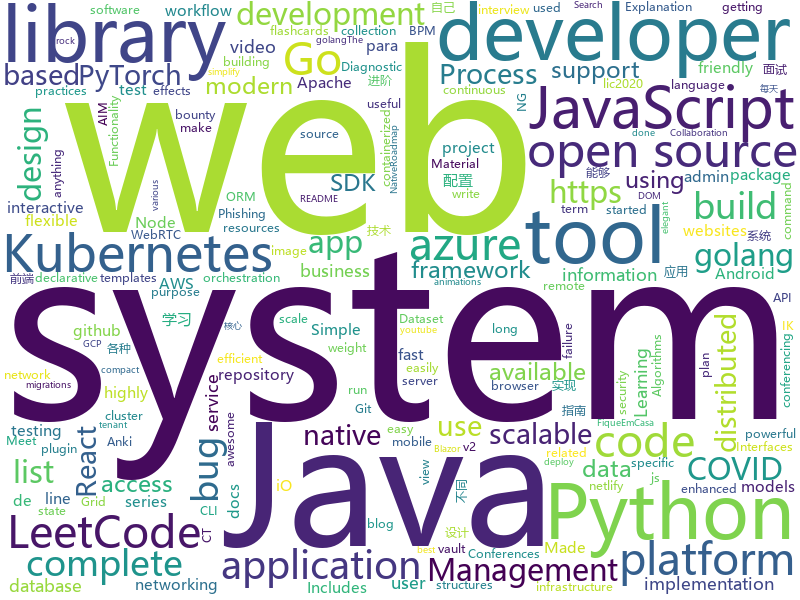 software
workflow
development
自己
interview
used
Search
Explanation
getting
library
rock
golangThe
flashcards
collection
BPM
developer
video
building
Go
para
Apache
Diagnostic
进阶
Process
support
friendly
面试
basedPyTorch
practices
test
effects
modern
useful
continuous
NG
lic2020
language
每天
simplify
design
anything
Functionality
AIM
bounty
make
various
web
source
README
containerized
NativeRoadmap
project
Material
write
JavaScript
done
Collaboration
command
open source
SDK
配置
https
能够
using
DOM
admin
package
elegant
interactive
flexible
Node
ORM
Phishing
WebRTC
resources
技术
term
started
build
websites
系统
Kubernetes
image
app
azure
tool
golang
前端
declarative
templates
AWS
orchestration
business
framework
animations
information
remote
应用
Android
API
purpose
system
github
学习
scale
Simple
Dataset
youtube
long
IK
GCP
各种
核心
efficient
weight
easily
fast
browser
failure
实现
Learning
security
Algorithms
plan
distributed
conferencing
network
migrations
compact
repository
run
server
available
指南
highly
tenant
service
Git
cluster
testing
Meet
plugin
Anki
React
bug
awesome
native
easy
mobile
use
v2
Blazor
scalable
FiqueEmCasa
code
related
Interfaces
powerful
list
access
Java
view
不同
deploy
data
specific
COVID
de
line
series
docs
iO
Python
netlify
js
enhanced
models
state
Grid
CLI
CT
blog
设计
LeetCode
complete
application
best
Management
Made
platform
database
networking
Includes
user
vault
structures
Conferences
infrastructure
implementation